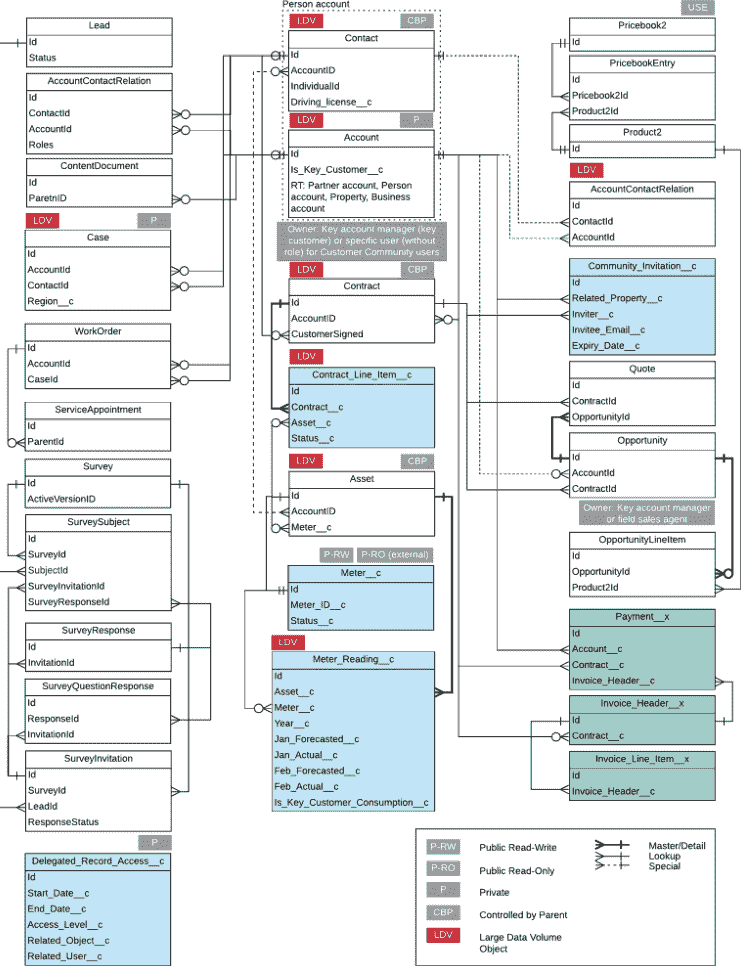 Lead
Id
Status
AccountContactRelation
Id
ContactId
AccountId
Roles
ContentDocument
Id
ParetnID
LDV
P
Case
Id
AccountId
ContactId
Region__c
WorkOrder
Id
AccountId
CaseId
ServiceAppointment
Id
ParentId
Survey
Id
ActiveVersionID
SurveySubject
Id
SurveyId
SubjectId
SurveyInvitationId
SurveyResponseId
SurveyResponse
Id
InvitationId
SurveyQuestionResponse
Id
ResponseId
InvitationId
SurveyInvitation
Id
SurveyId
LeadId
ResponseStatus
P
Delegated_Record_Access__c
Id
Start_Date__c
End_Date__c
Access_Level__c
Related_Object__c
Related_User__c
Person account
LDV
CBP
Contact
Id
AccountID
IndividualId
Driving_license__c
LDV
P
Account
Id
Is_Key_Customer__c
RT: Partner account, Person
account, Property, Business
account
Owner: Key account manager (key
customer) or specific user (without
role) for Customer Community users
LDV
CBP
Contract
Id
AccountID
CustomerSigned
LDV
Contract_Line_Item__c
Id
Contract__c
Asset__c
Status__c
LDV
CBP
Asset
Id
AccountID
Meter__c
P-RW
P-RO (external)
Meter__c
Id
Meter_ID__c
Status__c
LDV
Meter_Reading__c
Id
Asset__c
Meter__c
Year__c
Jan_Forecasted__c
Jan_Actual__c
Feb_Forecasted__c
Feb_Actual__c
Is_Key_Customer_Consumption__c
USE
Pricebook2
Id
PricebookEntry
Id
Pricebook2Id
Product2Id
Product2
Id
LDV
AccountContactRelation
Id
ContactId
AccountId
Community_Invitation__c
Id
Related_Property__c
Inviter__c
Invitee_Email__c
Expiry_Date__c
Quote
Id
ContractId
OpportunityId
Opportunity
Id
AccountId
ContractId
Owner: Key account manager
or field sales agent
OpportunityLineItem
Id
OpportunityId
Product2Id
Payment__x
Id
Account__c
Contract__c
Invoice_Header__c
Invoice_Header__x
Id
Contract__c
Invoice_Line_Item__x
Id
Invoice_Header__c
P-RW Public Read-Write
P-RO Public Read-Only
P Private
CBP Controlled by Parent
LDV Large Data Volume
Object
Master/Detail
Lookup
Special